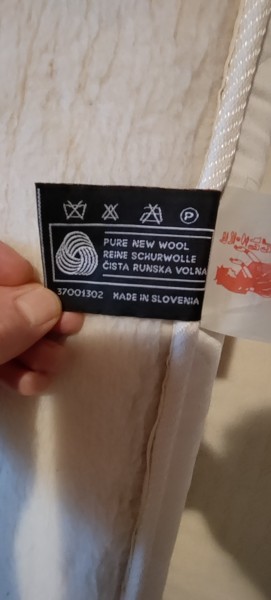 P
PURE NEW WOOL
REINE SCHURWOLLE
ČISTA RUNSKA VOLNA
37001302 MADE IN SLOVENIA